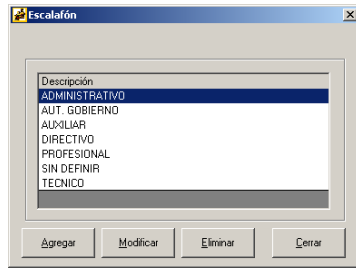 Escalafón
Descripción
ADMINISTRATIVO
AUT. GOBIERNO
AUXILIAR
DIRECTIVO
PROFESIONAL
SIN DEFINIR
TECNICO
Agregar Modificar Eliminar Cerrar